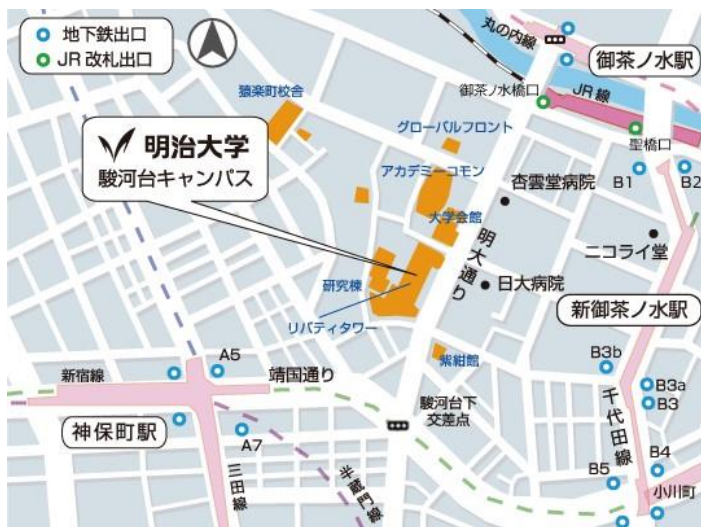 地下鉄出口
JR 改札出口
丸の内線
御茶ノ水駅
御茶ノ水橋口
JR 線
聖橋口
猿楽町校舎
グローバルフロント
明治大学
駿河台キャンパス
アカデミーコモン
杏雲堂病院
B1
B2
大学会館
明大通り
ニコライ堂
研究棟
日大病院
新御茶ノ水駅
リバティタワー
紫紺館
B3b
A5
新宿線
靖国通り
B3a
B3
駿河台下
交差点
千代田線
神保町駅
A7
三田線
半蔵門線
B4
B5
小川町